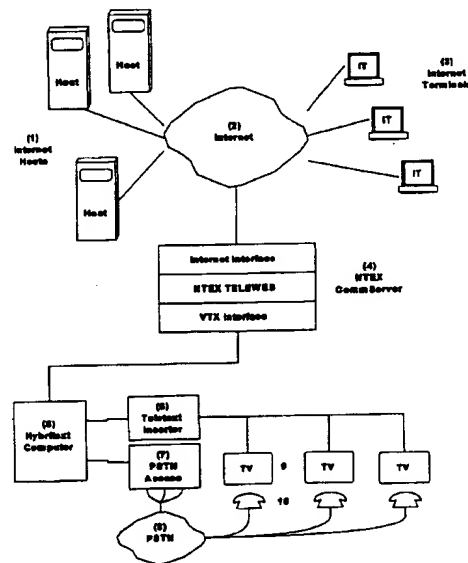 Host
Host
IT
(3)
Internet
Terminals
(2)
Internet
IT
(1)
Internet
Hosts
IT
Host
Internet Interface
NTEX TELEWEB
VTX Interface
(4)
NTEX
CommServer
(5)
Hybritext
Computer
(6)
Teletext
Inserter
(7)
PSTN
Access
TV
9
TV
TV
10
PSTN